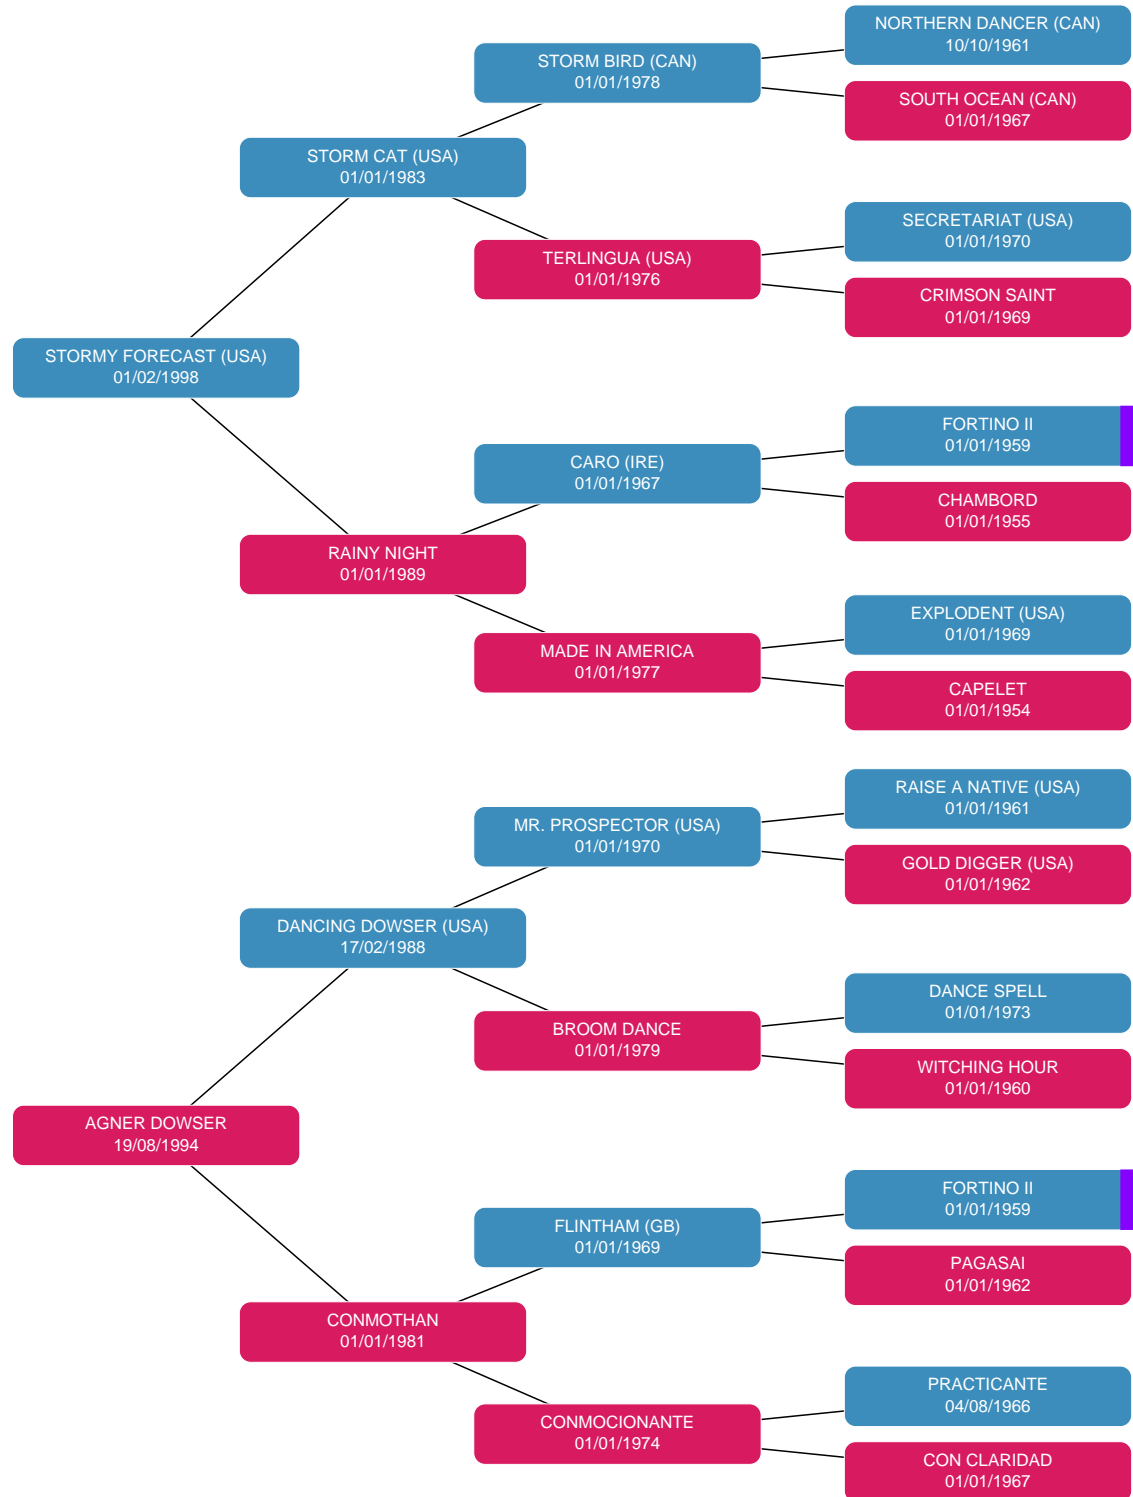 NORTHERN DANCER (CAN)
10/10/1961
STORM BIRD (CAN)
01/01/1978
SOUTH OCEAN (CAN)
01/01/1967
STORM CAT (USA)
01/01/1983
SECRETARIAT (USA)
01/01/1970
TERLINGUA (USA)
01/01/1976
CRIMSON SAINT
01/01/1969
STORMY FORECAST (USA)
01/02/1998
FORTINO II
01/01/1959
CARO (IRE)
01/01/1967
CHAMBORD
01/01/1955
RAINY NIGHT
01/01/1989
EXPLODENT (USA)
01/01/1969
MADE IN AMERICA
01/01/1977
CAPELET
01/01/1954
RAISE A NATIVE (USA)
01/01/1961
MR. PROSPECTOR (USA)
01/01/1970
GOLD DIGGER (USA)
01/01/1962
DANCING DOWSER (USA)
17/02/1988
DANCE SPELL
01/01/1973
BROOM DANCE
01/01/1979
WITCHING HOUR
01/01/1960
AGNER DOWSER
19/08/1994
FORTINO II
01/01/1959
FLINTHAM (GB)
01/01/1969
PAGASAI
01/01/1962
CONMOTHAN
01/01/1981
PRACTICANTE
04/08/1966
CONMOCIONANTE
01/01/1974
CON CLARIDAD
01/01/1967